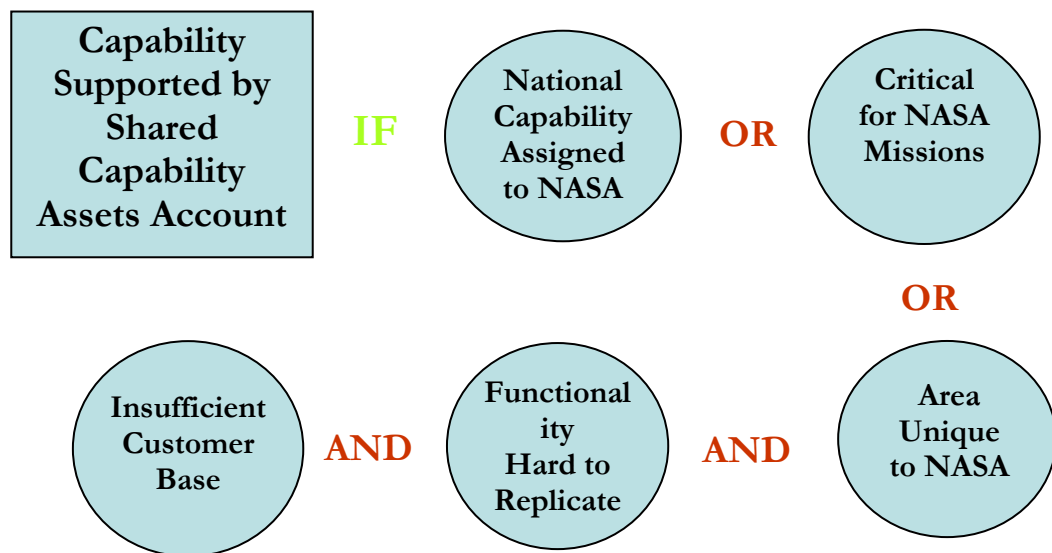 Capability
Supported by
Shared
Capability
Assets Account
IF
National
Capability
Assigned
to NASA
OR
Critical
for NASA
Missions
OR
Insufficient
Customer
Base
AND
Functional
ity
Hard to
Replicate
AND
Area
Unique
to NASA